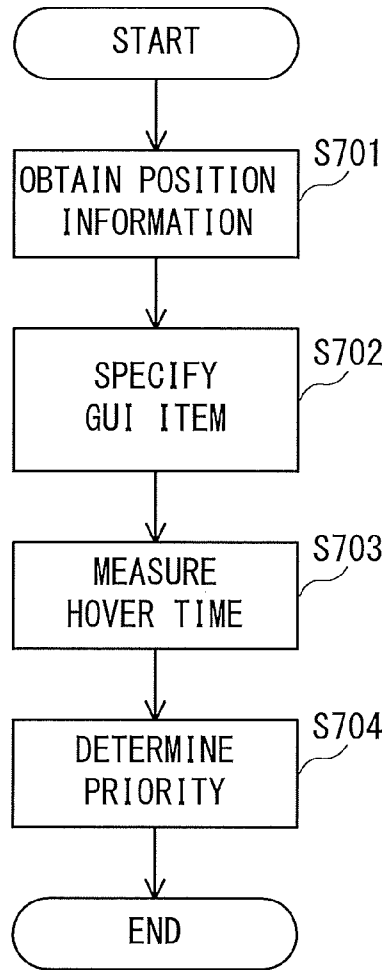 START
S701
OBTAIN POSITION
INFORMATION
S702
SPECIFY
GUI ITEM
S703
MEASURE
HOVER TIME
S704
DETERMINE
PRIORITY
END